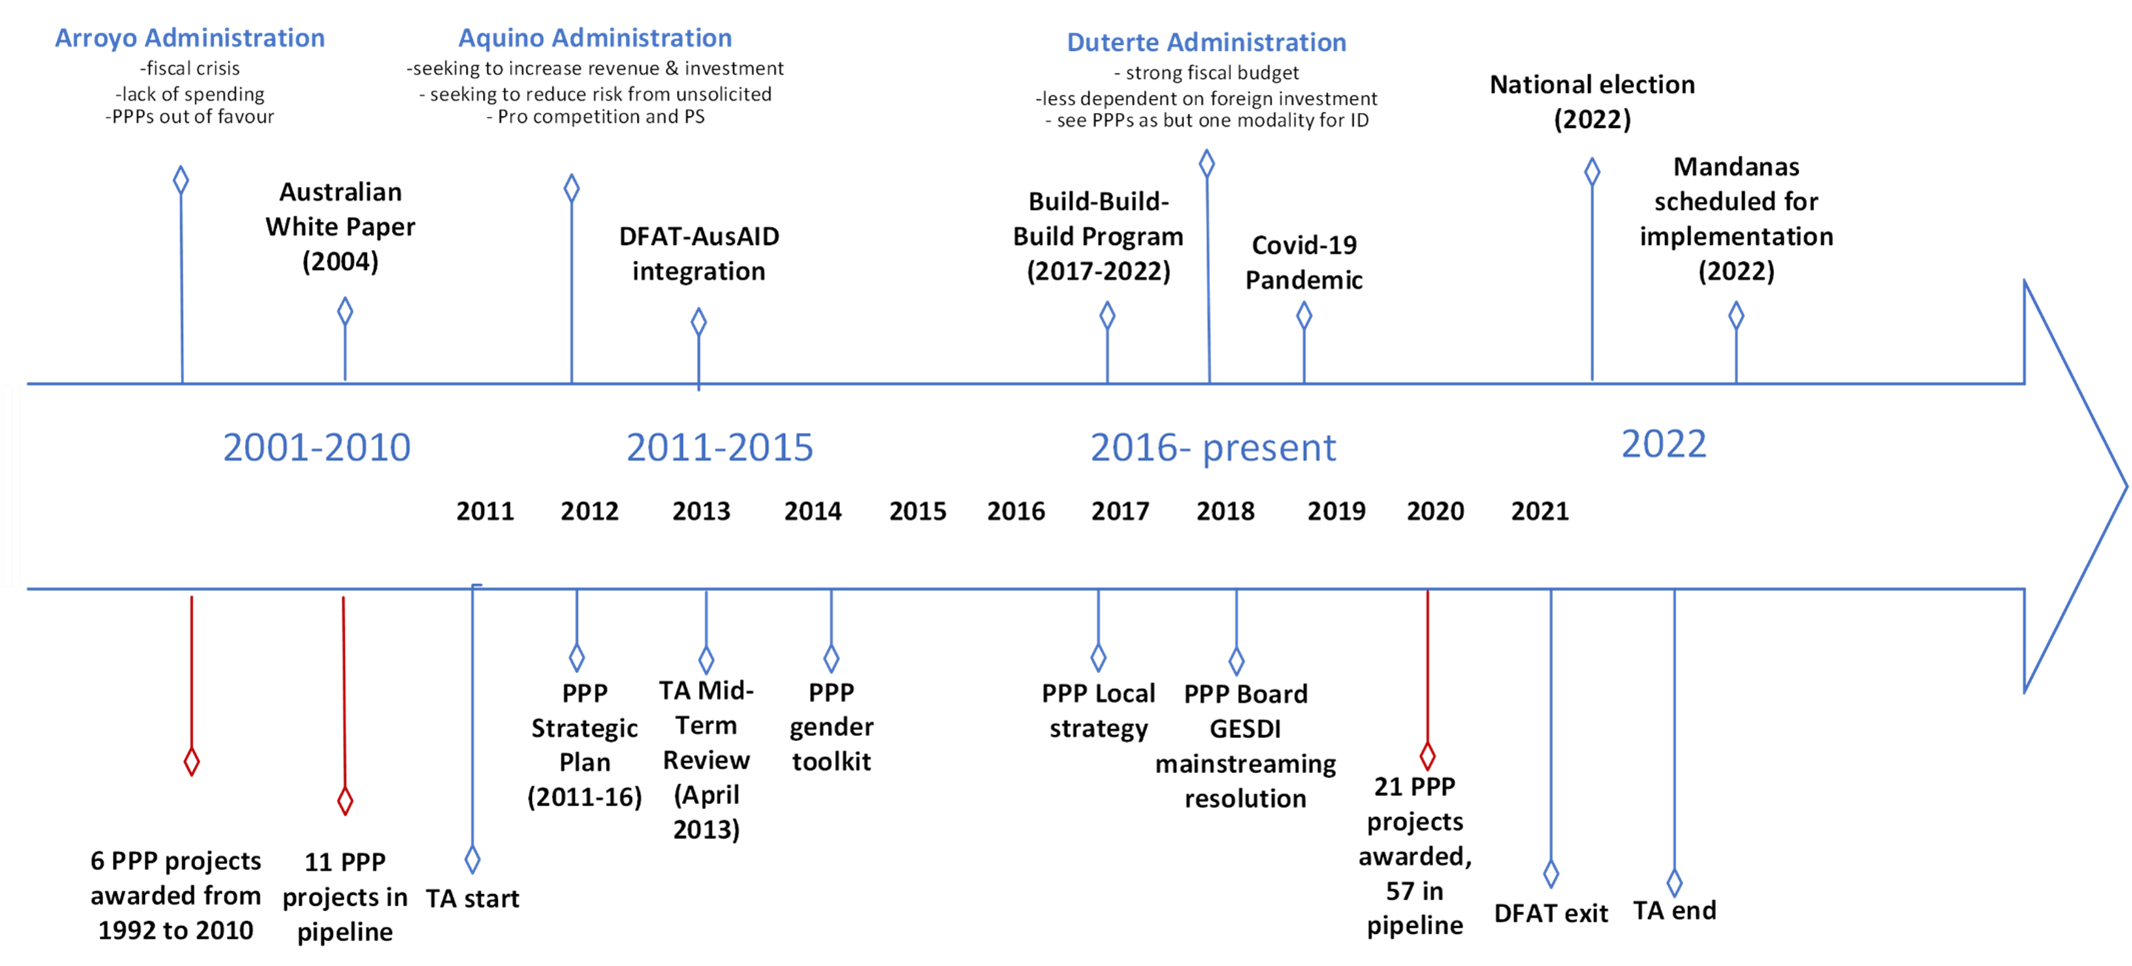 Arroyo Administration
-fiscal crisis
-lack of spending
-PPPs out of favour
Australian
White Paper
(2004)
Aquino Administration
-seeking to increase revenue & investment
- seeking to reduce risk from unsolicited
- Pro competition and PS
DFAT-AusAID
integration
Duterte Administration
- strong fiscal budget
-less dependent on foreign investment
- see PPPs as but one modality for ID
Build-Build-
Build Program
(2017-2022)
Covid-19
Pandemic
National election
(2022)
Mandanas
scheduled for
implementation
(2022)
2001-2010
2011-2015
2016- present
2022
2011
2012
2013
2014
2015
2016
2017
2018
2019
2020
2021
6 PPP projects
awarded from
1992 to 2010
11 PPP
projects in
pipeline
TA start
PPP
Strategic
Plan
(2011-16)
TA Mid-
Term
Review
(April
2013)
PPP
gender
toolkit
PPP Local
strategy
PPP Board
GESDI
mainstreaming
resolution
21 PPP
projects
awarded,
57 in
pipeline
DFAT exit
TA end